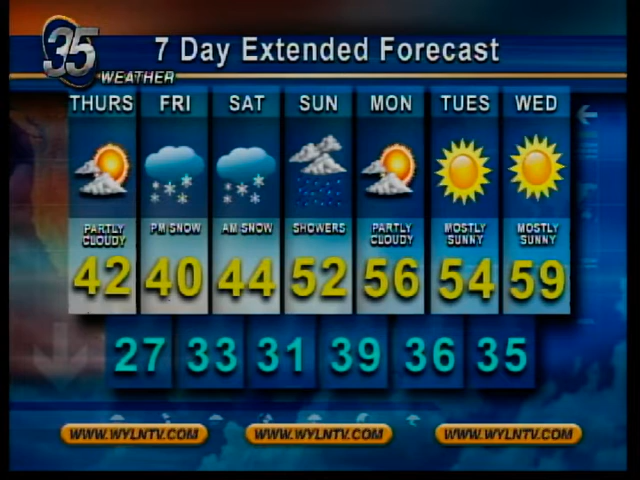 35
WEATHER
7 Day Extended Forecast
THURS FRI SAT SUN MON TUES WED
PARTLY CLOUDY PM SNOW AM SNOW SHOWERS PARTLY CLOUDY MOSTLY SUNNY MOSTLY SUNNY
42 40 44 52 56 54 59
27 33 31 39 36 35
WWW.WYLNTV.COM WWW.WYLNTV.COM WWW.WYLNTV.COM